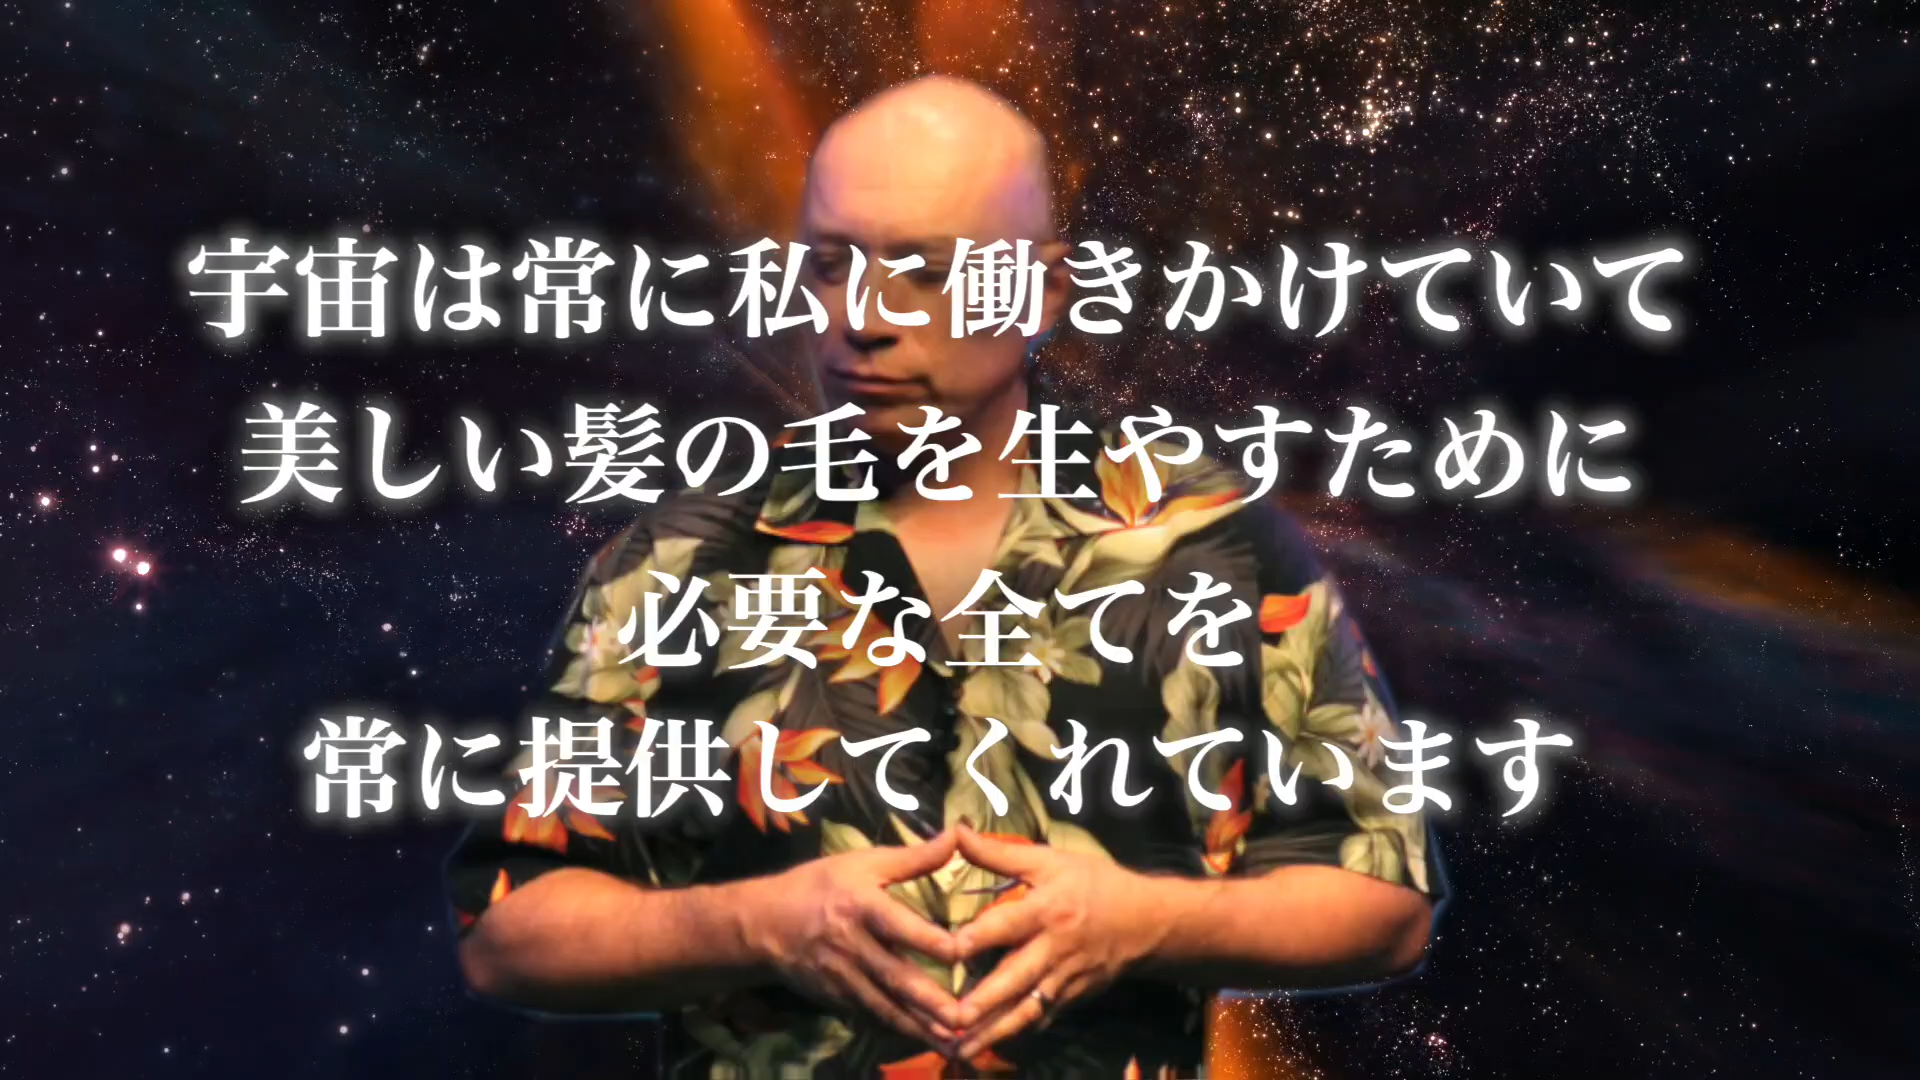 宇宙は常に私に働きかけていて
美しい髪の毛を生やすために
必要な全てを
常に提供してくれています